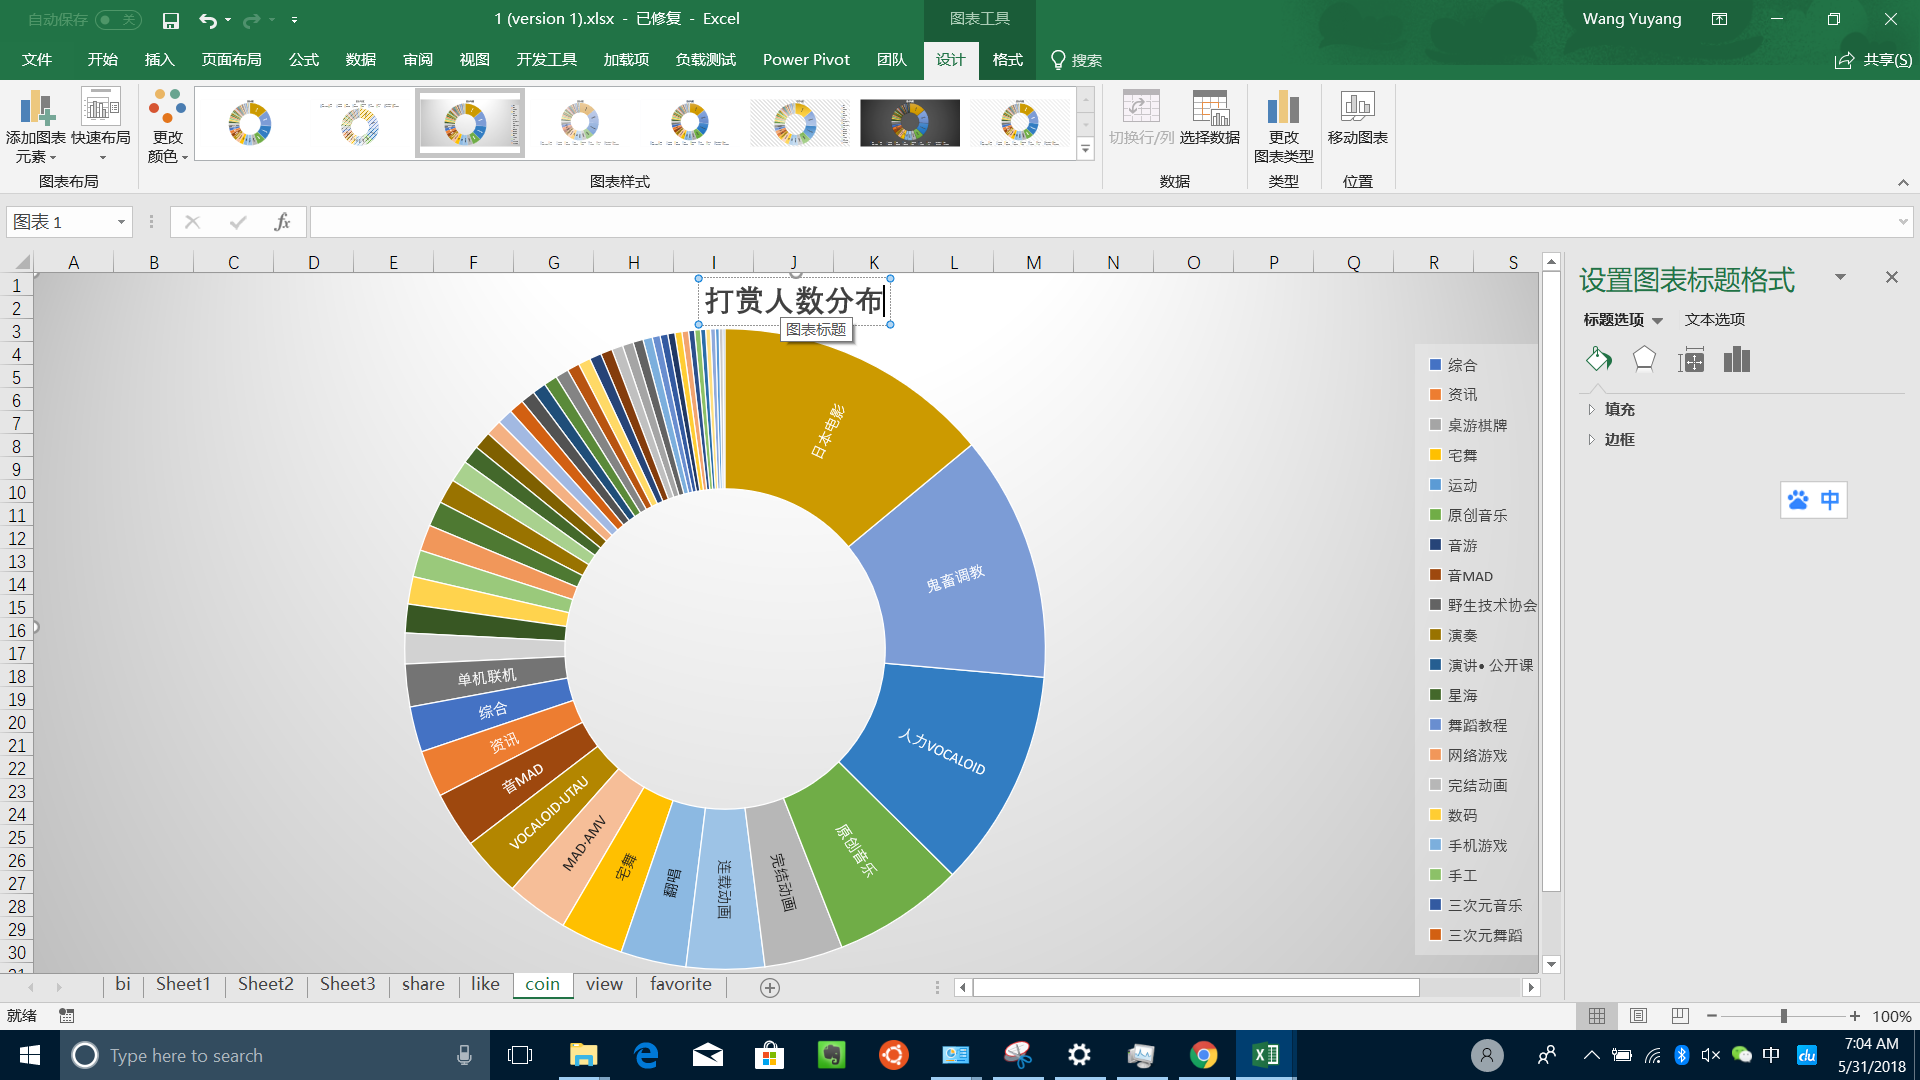 自动保存 关
1 (version 1).xlsx - 已修复 - Excel
图表工具
Wang Yuyang
文件 开始 插入 页面布局 公式 数据 审阅 视图 开发工具 加载项 负载测试 Power Pivot 团队 设计 格式 搜索 共享(S)
添加图表元素
快速布局
更改颜色
切换行/列 选择数据
更改图表类型
移动图表
图表布局 图表样式 数据 类型 位置
图表 1
fx
A B C D E F G H I J K L M N O P Q R S
1
2
3
4
5
6
7
8
9
10
11
12
13
14
15
16
17
18
19
20
21
22
23
24
25
26
27
28
29
30
打赏人数分布
图表标题
日本电影
鬼畜调教
人力VOCALOID
原创音乐
完结动画
连载动画
翻唱
宅舞
MAD·AMV
VOCALOID·UTAU
音MAD
资讯
综合
单机联机
综合
资讯
桌游棋牌
宅舞
运动
原创音乐
音游
音MAD
野生技术协会
演奏
演讲• 公开课
星海
舞蹈教程
网络游戏
完结动画
数码
手机游戏
手工
三次元音乐
三次元舞蹈
设置图表标题格式
标题选项 文本选项
填充
边框
中
bi Sheet1 Sheet2 Sheet3 share like coin view favorite
就绪
100%
Type here to search
中
du
7:04 AM
5/31/2018